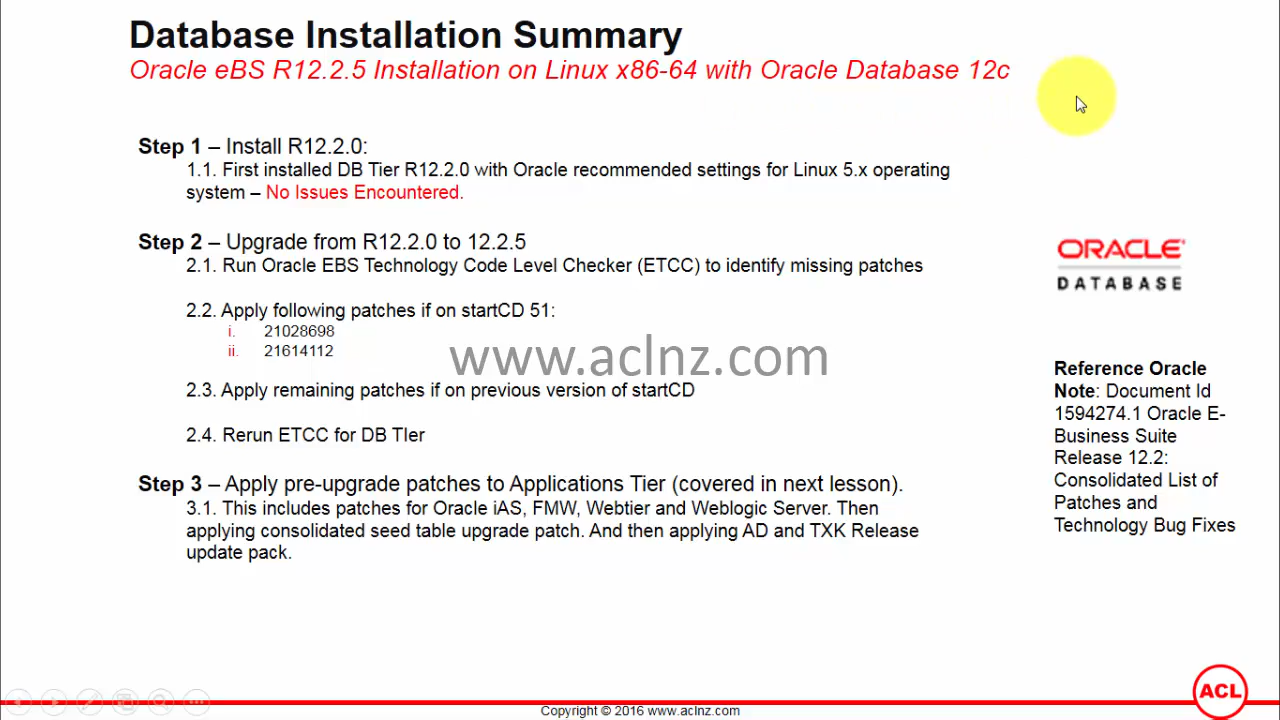 Database Installation Summary
Oracle eBS R12.2.5 Installation on Linux x86-64 with Oracle Database 12c
Step 1 – Install R12.2.0:
1.1. First installed DB Tier R12.2.0 with Oracle recommended settings for Linux 5.x operating
system – No Issues Encountered.
Step 2 – Upgrade from R12.2.0 to 12.2.5
2.1. Run Oracle EBS Technology Code Level Checker (ETCC) to identify missing patches
2.2. Apply following patches if on startCD 51:
i. 21028698
ii. 21614112
2.3. Apply remaining patches if on previous version of startCD
2.4. Rerun ETCC for DB TIer
Step 3 – Apply pre-upgrade patches to Applications Tier (covered in next lesson).
3.1. This includes patches for Oracle iAS, FMW, Webtier and Weblogic Server. Then
applying consolidated seed table upgrade patch. And then applying AD and TXK Release
update pack.
www.aclnz.com
ORACLE
DATABASE
Reference Oracle
Note: Document Id
1594274.1 Oracle E-
Business Suite
Release 12.2:
Consolidated List of
Patches and
Technology Bug Fixes
ACL
Copyright © 2016 www.aclnz.com